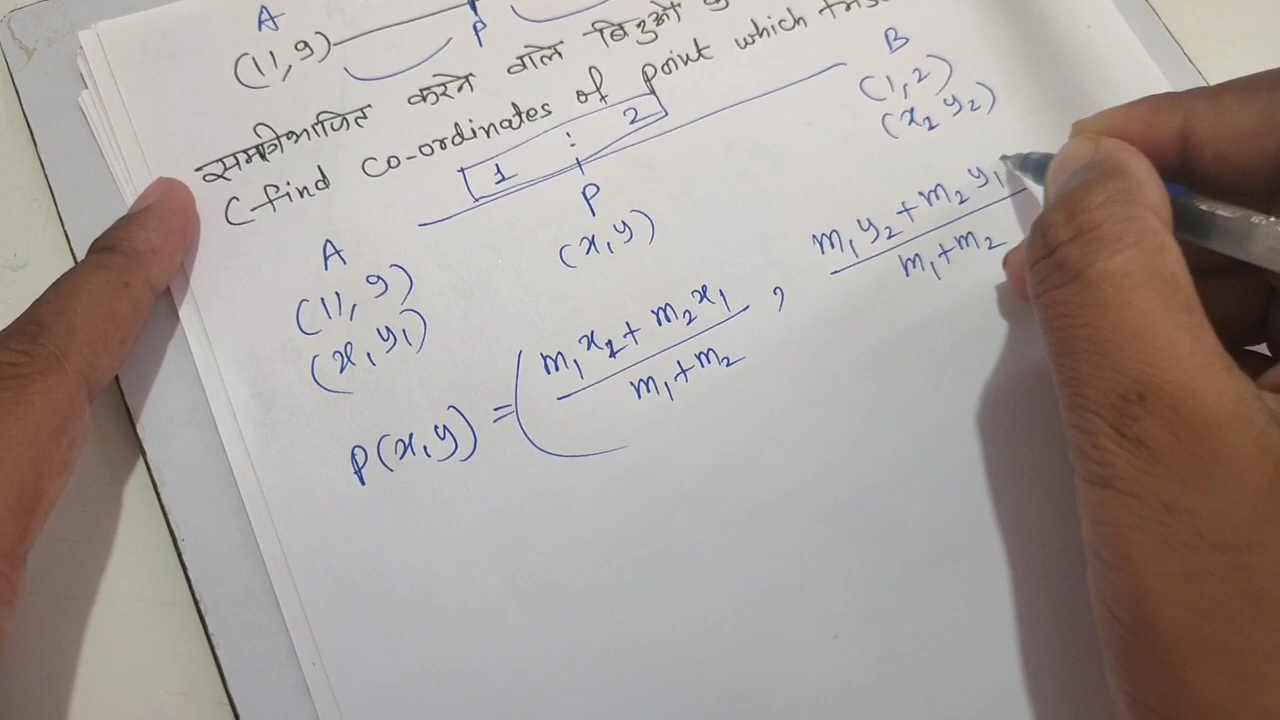 A
(11,9)
P
समत्रिभाजित करने वाले बिंदुओं
(find co-ordinates of point which
1 : 2
B
(1,2)
(x2 y2)
P
(x,y)
A
(11,9)
(x, y1)
P(x,y) = ( m1x2 + m2x1 / m1+m2 , m1y2 + m2y1 / m1+m2